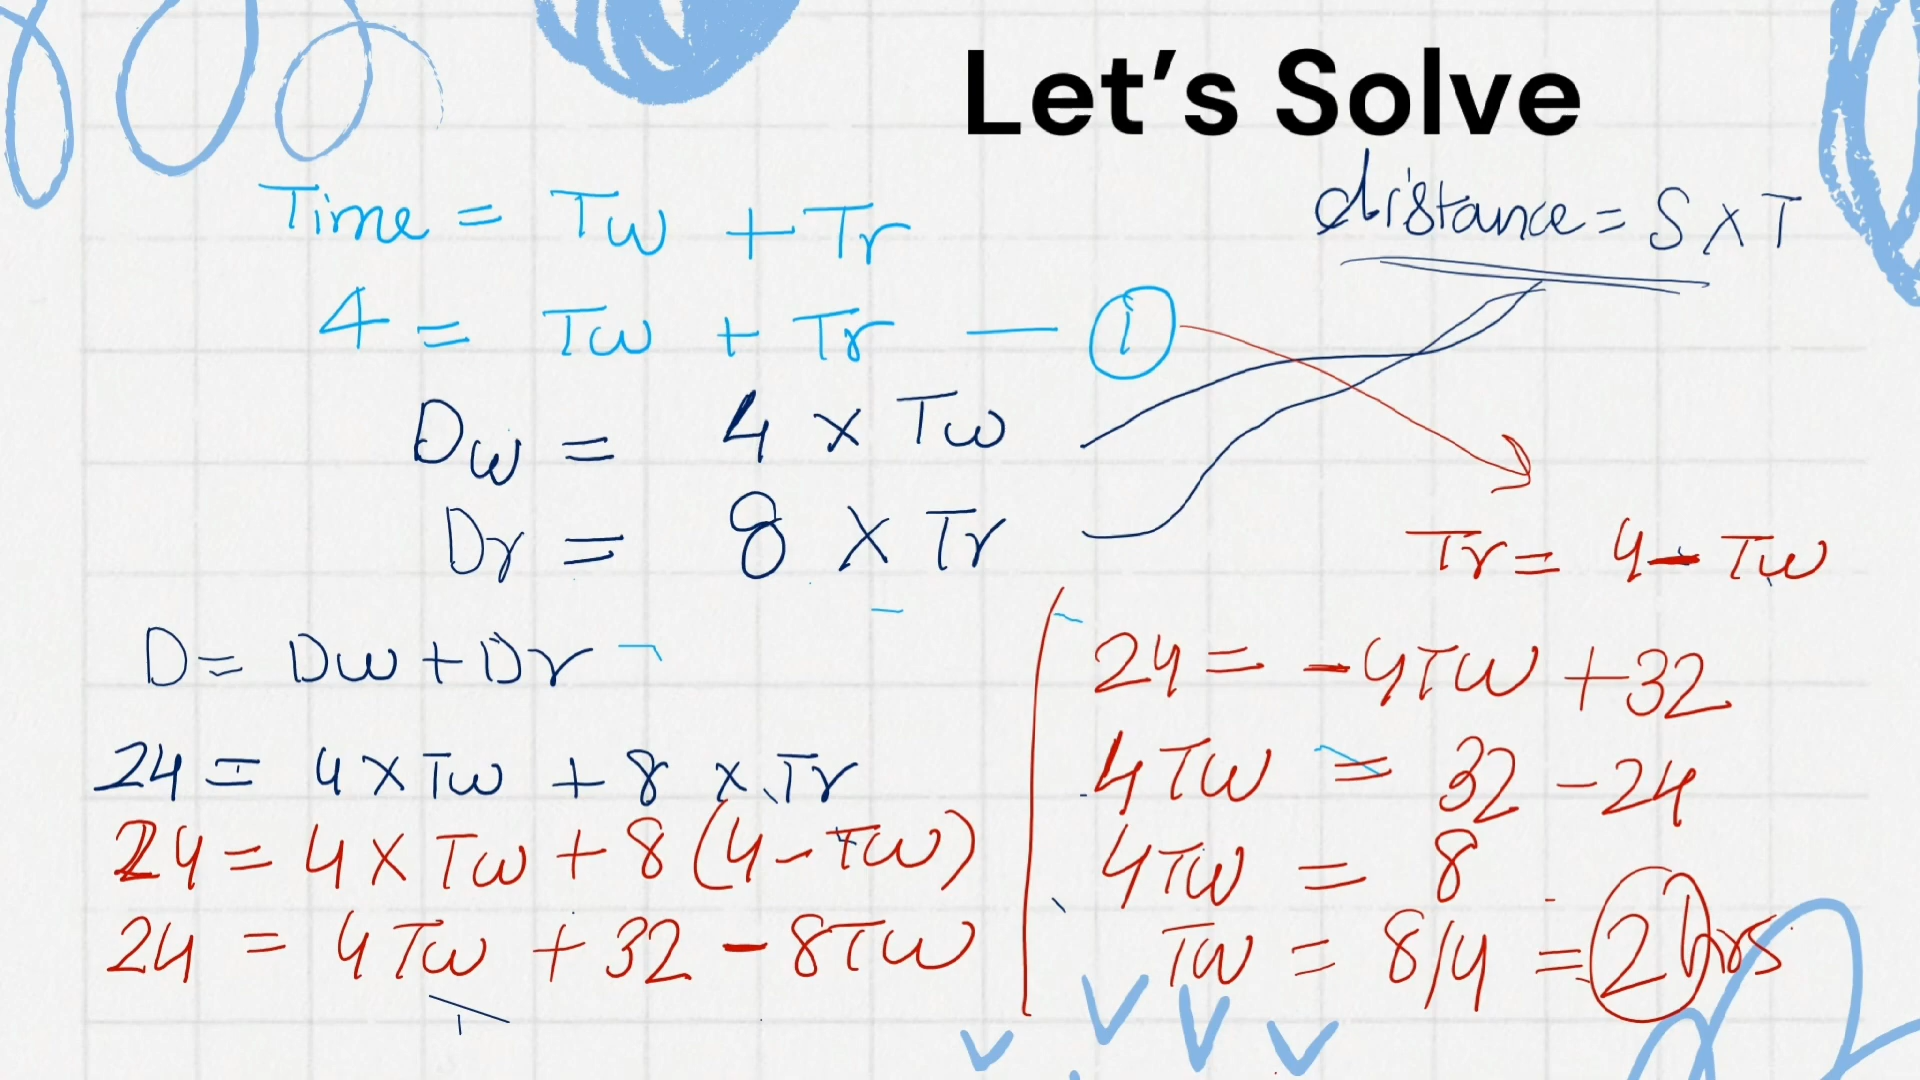 Let's Solve
distance = S X T
Time = Tw + Tr
4 = Tw + Tr — i
Dw = 4 x Tw
Dr = 8 X Tr
Tr = 4 - Tw
D = Dw + Dr
24 = 4 x Tw + 8 x Tr
24 = 4 x Tw + 8 (4 - Tw)
24 = 4Tw + 32 - 8Tw
24 = -4Tw + 32
4Tw = 32 - 24
4Tw = 8
Tw = 8/4 = 2 hrs